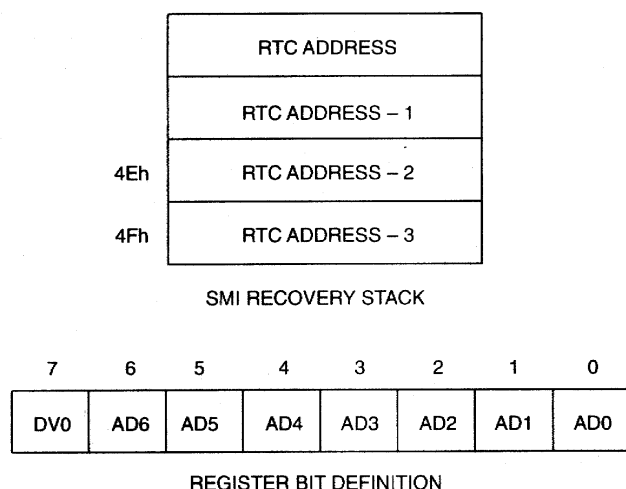 RTC ADDRESS
RTC ADDRESS – 1
4Eh RTC ADDRESS – 2
4Fh RTC ADDRESS – 3
SMI RECOVERY STACK
7 6 5 4 3 2 1 0
DV0 AD6 AD5 AD4 AD3 AD2 AD1 AD0
REGISTER BIT DEFINITION